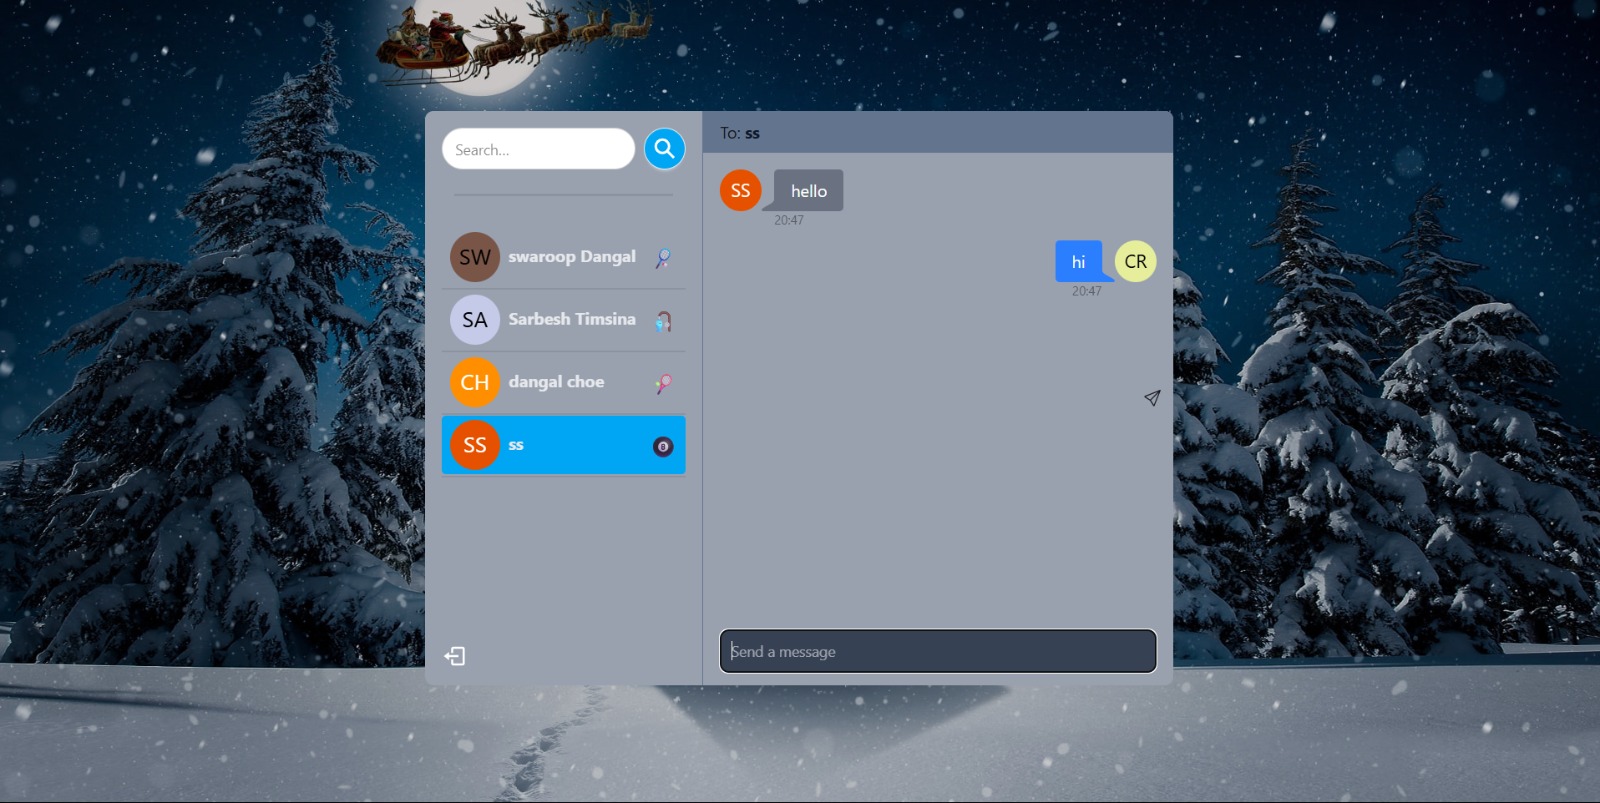 Search...
SW swaroop Dangal
SA Sarbesh Timsina
CH dangal choe
SS ss
To: ss
SS hello
20:47
hi CR
20:47
Send a message